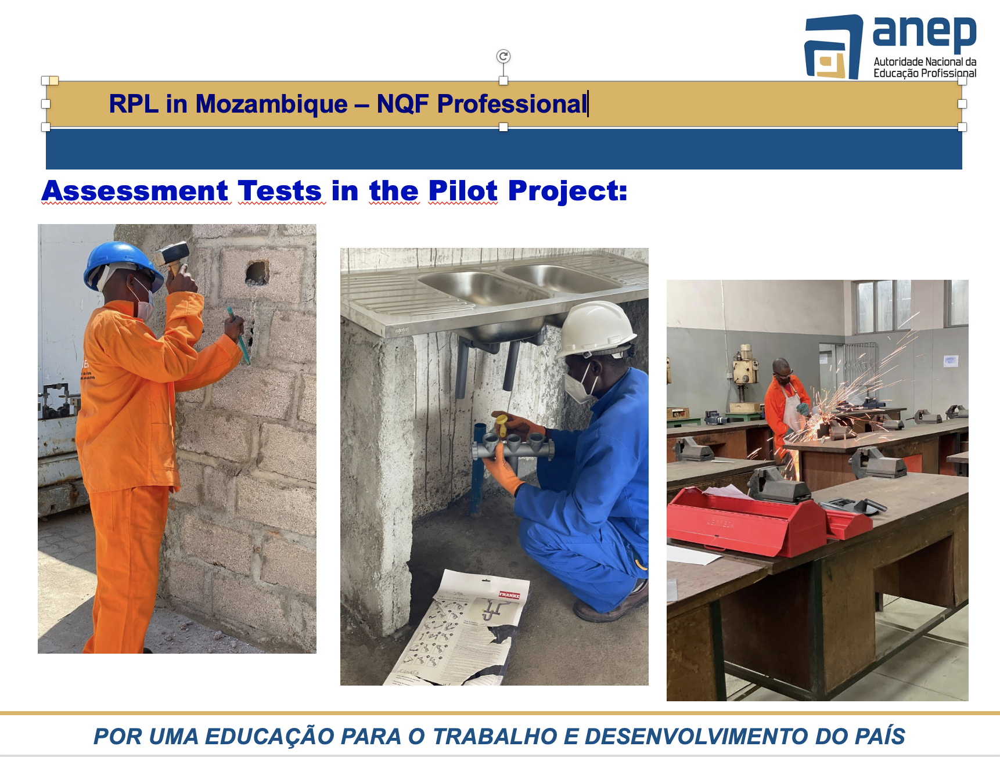 anep
Autoridade Nacional da
Educação Profissional
RPL in Mozambique – NQF Professional
Assessment Tests in the Pilot Project:
FRANKE
POR UMA EDUCAÇÃO PARA O TRABALHO E DESENVOLVIMENTO DO PAÍS